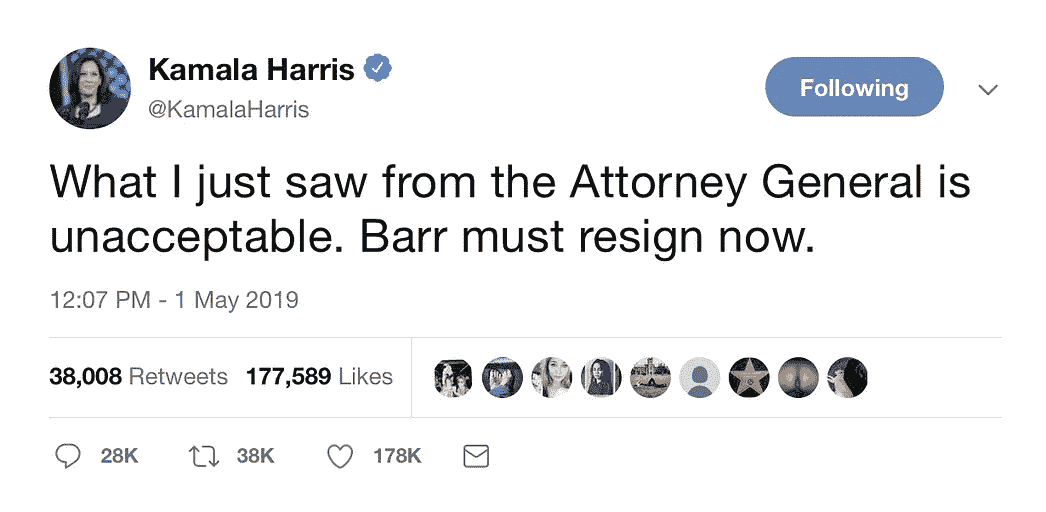 Kamala Harris
@KamalaHarris
Following
What I just saw from the Attorney General is
unacceptable. Barr must resign now.
12:07 PM - 1 May 2019
38,008 Retweets 177,589 Likes
28K 38K 178K